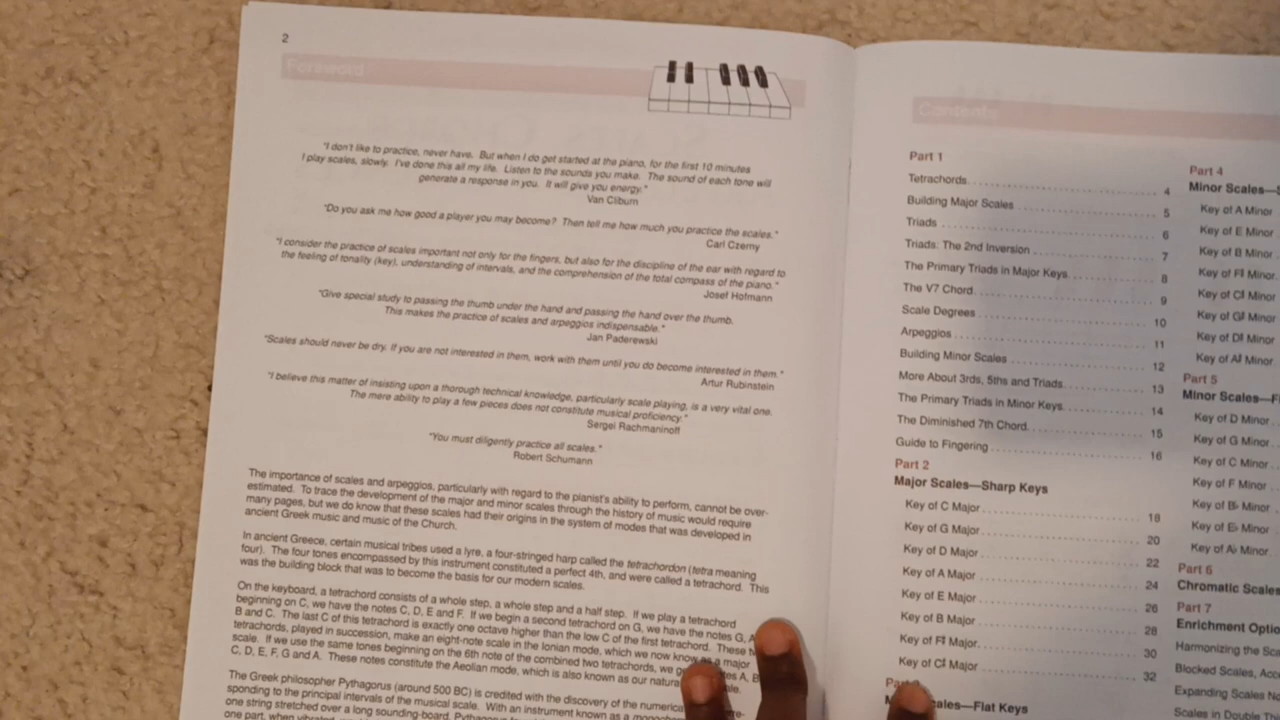 2
Foreword
"I don't like to practice, never have. But when I do get started at the piano, for the first 10 minutes
I play scales, slowly. I've done this all my life. Listen to the sounds you make. The sound of each tone will
generate a response in you. It will give you energy."
Van Cliburn
"Do you ask me how good a player you may become? Then tell me how much you practice the scales."
Carl Czerny
"I consider the practice of scales important not only for the fingers, but also for the discipline of the ear with regard to
the feeling of tonality (key), understanding of intervals, and the comprehension of the total compass of the piano."
Josef Hofmann
"Give special study to passing the thumb under the hand and passing the hand over the thumb.
This makes the practice of scales and arpeggios indispensable."
Jan Paderewski
"Scales should never be dry. If you are not interested in them, work with them until you do become interested in them."
Artur Rubinstein
"I believe this matter of insisting upon a thorough technical knowledge, particularly scale playing, is a very vital one.
The mere ability to play a few pieces does not constitute musical proficiency."
Sergei Rachmaninoff
"You must diligently practice all scales."
Robert Schumann
The importance of scales and arpeggios, particularly with regard to the pianist's ability to perform, cannot be over-
estimated. To trace the development of the major and minor scales through the history of music would require
many pages, but we do know that these scales had their origins in the system of modes that was developed in
ancient Greek music and music of the Church.
In ancient Greece, certain musical tribes used a lyre, a four-stringed harp called the tetrachordon (tetra meaning
four). The four tones encompassed by this instrument constituted a perfect 4th, and were called a tetrachord. This
was the building block that was to become the basis for our modern scales.
On the keyboard, a tetrachord consists of a whole step, a whole step and a half step. If we play a tetrachord
beginning on C, we have the notes C, D, E and F. If we begin a second tetrachord on G, we have the notes G, A
B and C. The last C of this tetrachord is exactly one octave higher than the low C of the first tetrachord. These
tetrachords, played in succession, make an eight-note scale in the Ionian mode, which we now know as a major
scale. If we use the same tones beginning on the 6th note of the combined two tetrachords, we A, B
C, D, E, F, G and A. These notes constitute the Aeolian mode, which is also known as our
The Greek philosopher Pythagorus (around 500 BC) is credited with the discovery of the
sponding to the principal intervals of the musical scale. With an instrument known as a
one string stretched over a long sounding-board,
one part, when vibrated,
Contents
Part 1
Tetrachords 4
Building Major Scales 5
Triads 6
Triads: The 2nd Inversion 7
The Primary Triads in Major Keys 8
The V7 Chord 9
Scale Degrees 10
Arpeggios 11
Building Minor Scales 12
More About 3rds, 5ths and Triads 13
The Primary Triads in Minor Keys 14
The Diminished 7th Chord 15
Guide to Fingering 16
Part 2
Major Scales—Sharp Keys
Key of C Major 18
Key of G Major 20
Key of D Major 22
Key of A Major 24
Key of E Major 26
Key of B Major 28
Key of F♯ Major 30
Key of C♯ Major 32
Flat Keys
Part 4
Minor Scales—S
Key of A Minor
Key of E Minor
Key of B Minor
Key of F♯ Minor
Key of C♯ Minor
Key of G♯ Minor
Key of D♯ Minor
Key of A♯ Minor
Part 5
Minor Scales—Fl
Key of D Minor
Key of G Minor
Key of C Minor
Key of F Minor
Key of B♭ Minor
Key of E♭ Minor
Key of A♭ Minor
Part 6
Chromatic Scales
Part 7
Enrichment Optio
Harmonizing the Sca
Blocked Scales, Acc
Expanding Scales No
Scales in Double Th